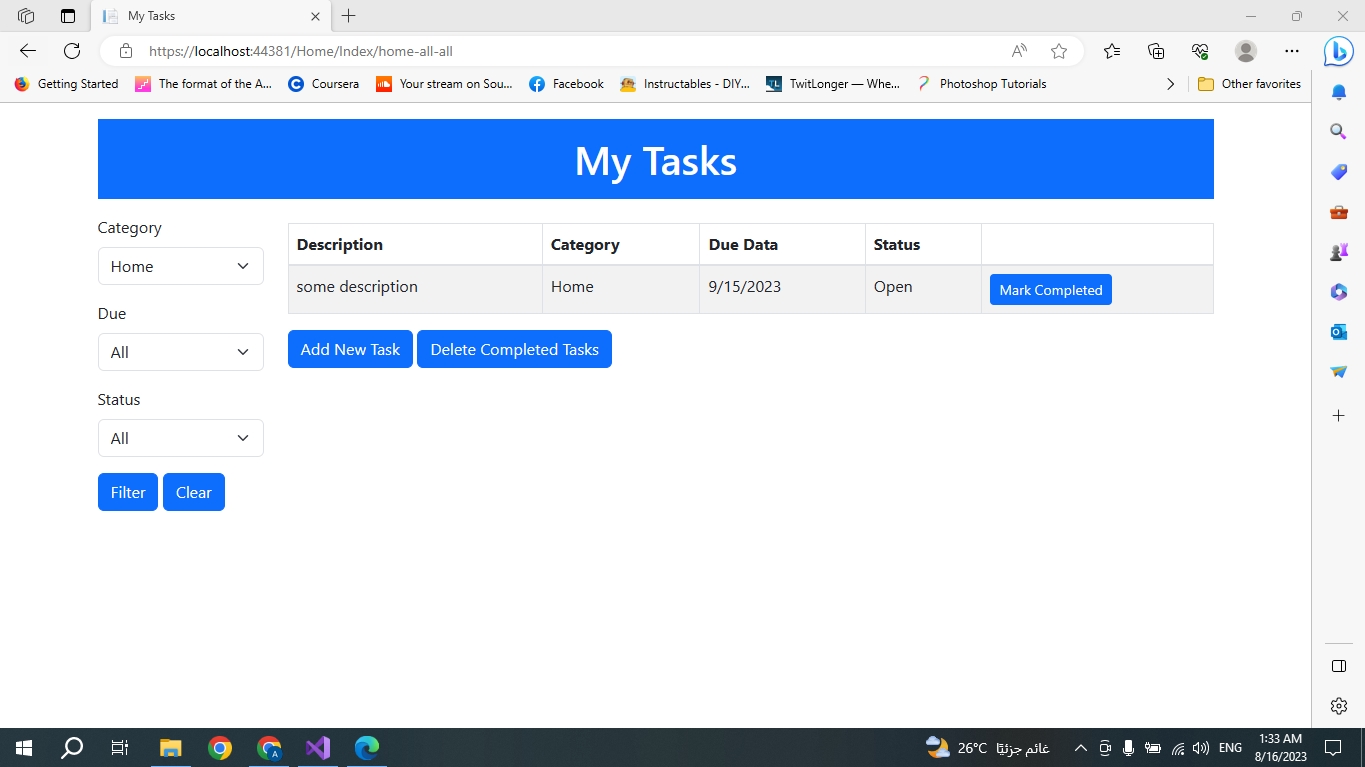 My Tasks
https://localhost:44381/Home/Index/home-all-all
Getting Started
The format of the A...
Coursera
Your stream on Sou...
Facebook
Instructables - DIY...
TwitLonger — Whe...
Photoshop Tutorials
Other favorites
My Tasks
Category
Home
Due
All
Status
All
Filter Clear
Description Category Due Data Status
some description Home 9/15/2023 Open Mark Completed
Add New Task Delete Completed Tasks
26°C غائم جزئيًا
ENG
1:33 AM
8/16/2023